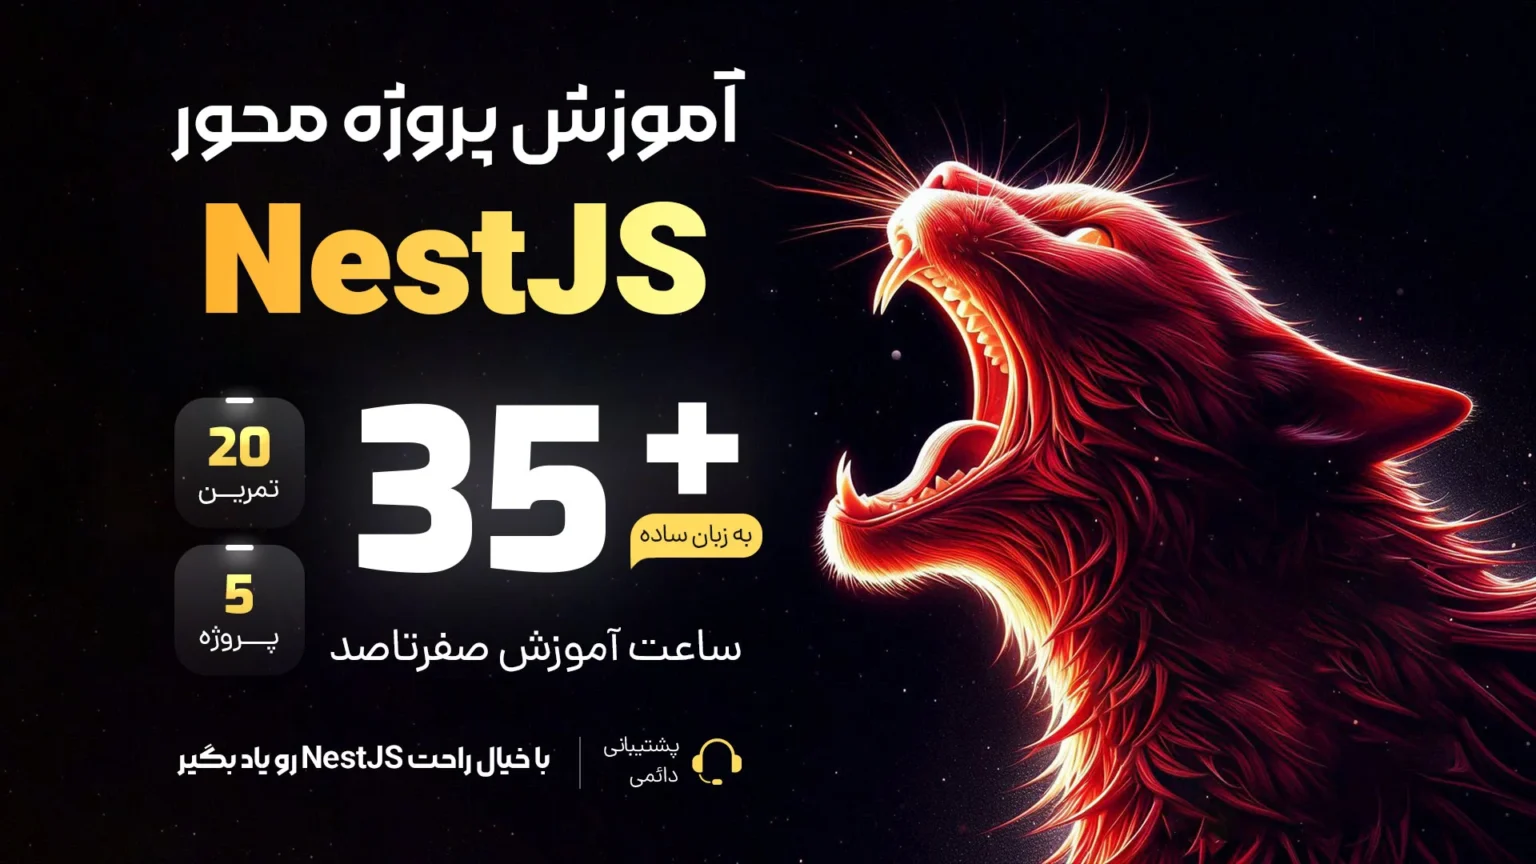 آموزش پروژه محور
NestJS
35+
به زبان ساده
ساعت آموزش صفرتاصد
20
تمرین
5
پروژه
پشتیبانی
دائمی
با خیال راحت NestJS رو یاد بگیر